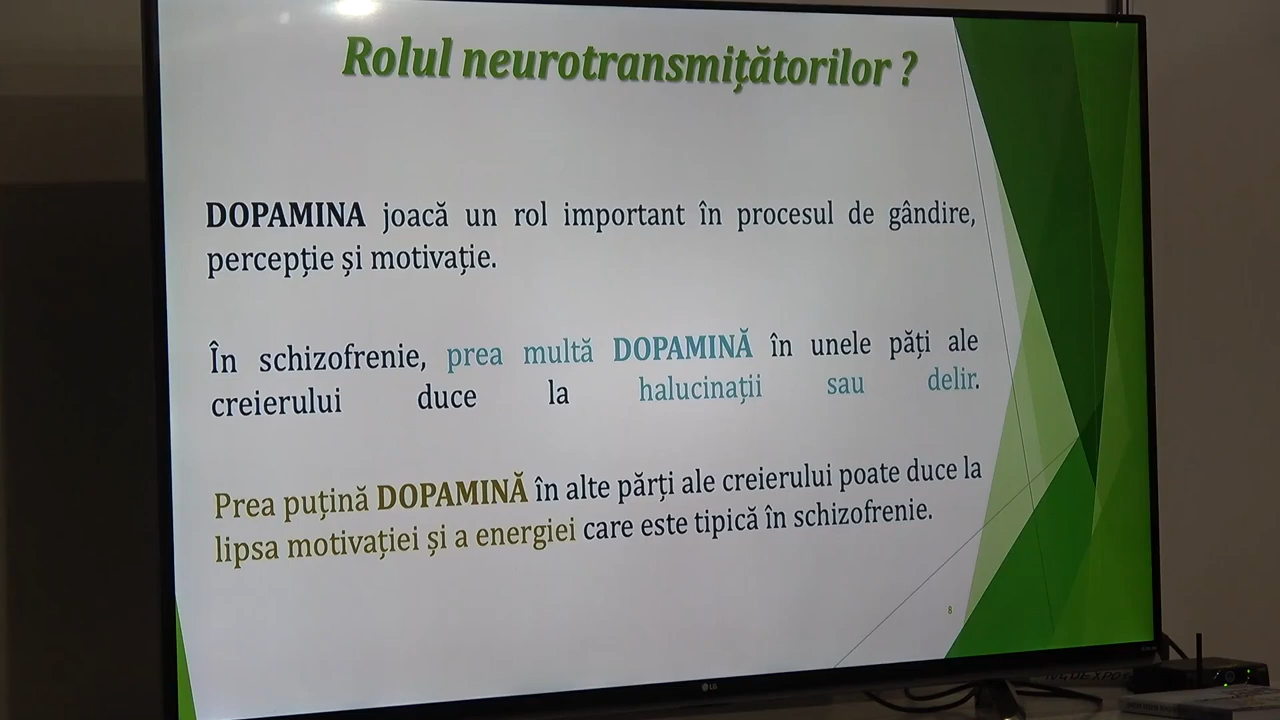 Rolul neurotransmițătorilor ?
DOPAMINA joacă un rol important în procesul de gândire,
percepție și motivație.
În schizofrenie, prea multă DOPAMINĂ în unele păți ale
creierului duce la halucinații sau delir.
Prea puțină DOPAMINĂ în alte părți ale creierului poate duce la
lipsa motivației și a energiei care este tipică în schizofrenie.
8
LG